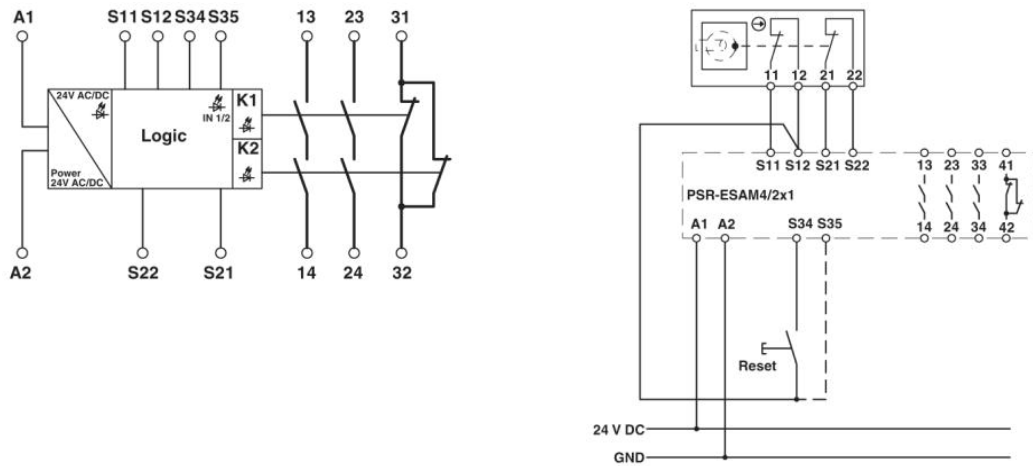 A1 S11 S12 S34 S35 13 23 31
24V AC/DC
IN 1/2
K1
Logic
K2
Power
24V AC/DC
A2 S22 S21 14 24 32
11 12 21 22
S11 S12 S21 S22 13 23 33 41
PSR-ESAM4/2x1
A1 A2 S34 S35 14 24 34 42
Reset
24 V DC
GND